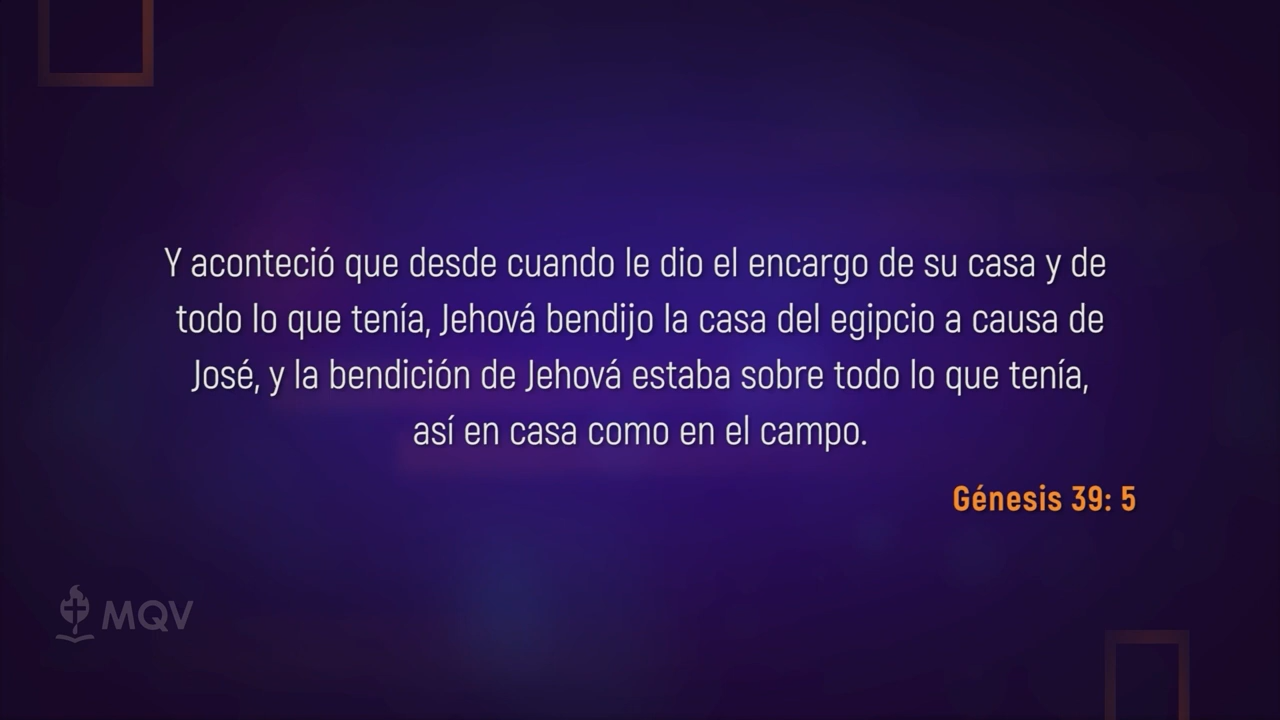 Y aconteció que desde cuando le dio el encargo de su casa y de
todo lo que tenía, Jehová bendijo la casa del egipcio a causa de
José, y la bendición de Jehová estaba sobre todo lo que tenía,
así en casa como en el campo.
Génesis 39: 5
MQV